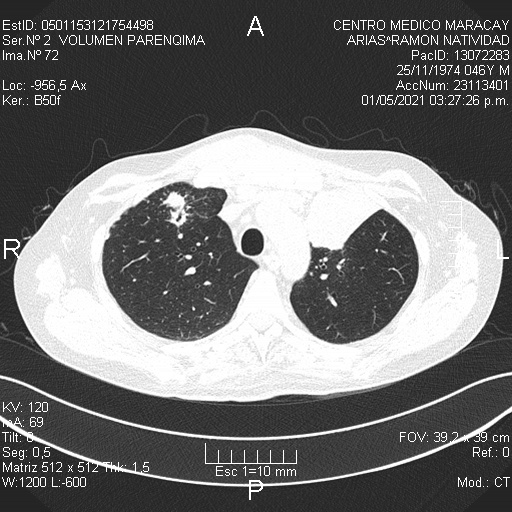 EstID: 0501153121754498
Ser.Nº 2 VOLUMEN PARENQIMA
Ima.Nº 72
Loc: -956,5 Ax
Ker.: B50f
A
CENTRO MEDICO MARACAY
ARIAS^RAMON NATIVIDAD
PacID: 13072283
25/11/1974 046Y M
AccNum: 23113401
01/05/2021 03:27:26 p.m.
R
L
KV: 120
mA: 69
Tilt: 0
Seg: 0,5
Matriz 512 x 512 Thk: 1,5
W:1200 L:-600
Esc 1=10 mm
P
FOV: 39,2 x 39 cm
Ref.: 0
Mod.: CT